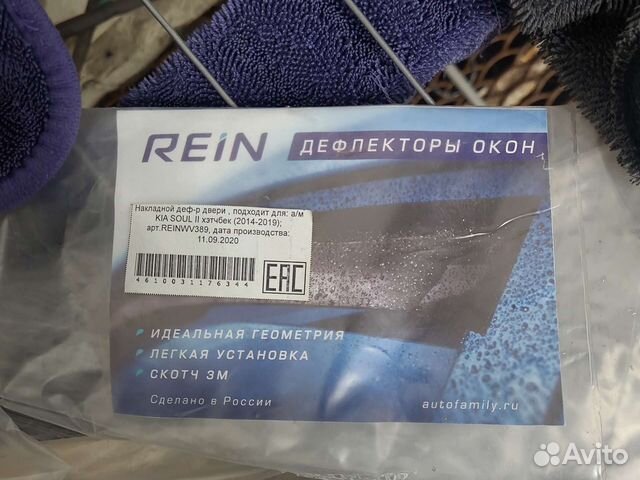 REiN
ДЕФЛЕКТОРЫ ОКОН
Накладной деф-р двери , подходит для: а/м
KIA SOUL II хэтчбек (2014-2019);
арт.REINWV389, дата производства:
11.09.2020
4610031176344
EAC
ИДЕАЛЬНАЯ ГЕОМЕТРИЯ
ЛЕГКАЯ УСТАНОВКА
СКОТЧ 3М
Сделано в России
autofamily.ru
Avito